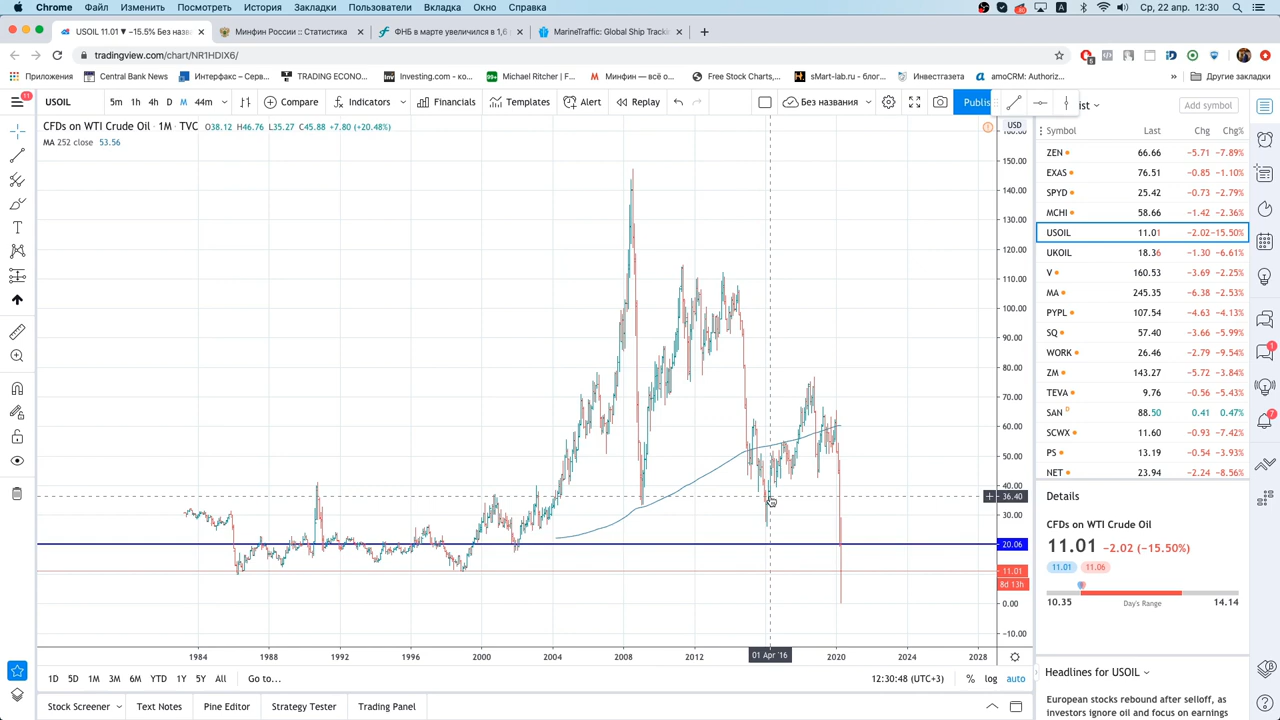 Chrome Файл Изменить Посмотреть История Закладки Пользователи Вкладка Окно Справка Ср, 22 апр. 12:30
USOIL 11.01 ▼ −15.5% Без назва Минфин России :: Статистика ФНБ в марте увеличился в 1,6 MarineTraffic: Global Ship Track
tradingview.com/chart/NR1HDIX6/
Приложения Central Bank News Интерфакс – Серв... TRADING ECONO... Investing.com - ко... Michael Ritcher | F... Минфин — всё о... Free Stock Charts,... sMart-lab.ru - блог... Инвестгазета amoCRM: Authoriz... » Другие закладки
11
USOIL 5m 1h 4h D M 44m Compare Indicators Financials Templates Alert Replay Без названия Publis ist Add symbol
CFDs on WTI Crude Oil · 1M · TVC O38.12 H46.76 L35.27 C45.88 +7.80 (+20.48%)
MA 252 close 53.56
USD
160.00
150.00
140.00
130.00
120.00
110.00
100.00
90.00
80.00
70.00
60.00
50.00
40.00
36.40
30.00
20.06
11.01
8d 13h
0.00
−10.00
1984 1988 1992 1996 2000 2004 2008 2012 01 Apr '16 2020 2024 2028
1D 5D 1M 3M 6M YTD 1Y 5Y All Go to... 12:30:48 (UTC+3) % log auto
Stock Screener Text Notes Pine Editor Strategy Tester Trading Panel
Symbol Last Chg Chg%
ZEN 66.66 −5.71 −7.89%
EXAS 76.51 −0.85 −1.10%
SPYD 25.42 −0.73 −2.79%
MCHI 58.66 −1.42 −2.36%
USOIL 11.01 −2.02 −15.50%
UKOIL 18.36 −1.30 −6.61%
V 160.53 −3.69 −2.25%
MA 245.35 −6.38 −2.53%
PYPL 107.54 −4.63 −4.13%
SQ 57.40 −3.66 −5.99%
WORK 26.46 −2.79 −9.54%
ZM 143.27 −5.72 −3.84%
TEVA 9.76 −0.56 −5.43%
SAN D 88.50 0.41 0.47%
SCWX 11.60 −0.93 −7.42%
PS 13.19 −0.54 −3.93%
NET 23.94 −2.24 −8.56%
Details
CFDs on WTI Crude Oil
11.01 −2.02 (−15.50%)
11.01 11.06
10.35 Day's Range 14.14
Headlines for USOIL
European stocks rebound after selloff, as
investors ignore oil and focus on earnings
1
7